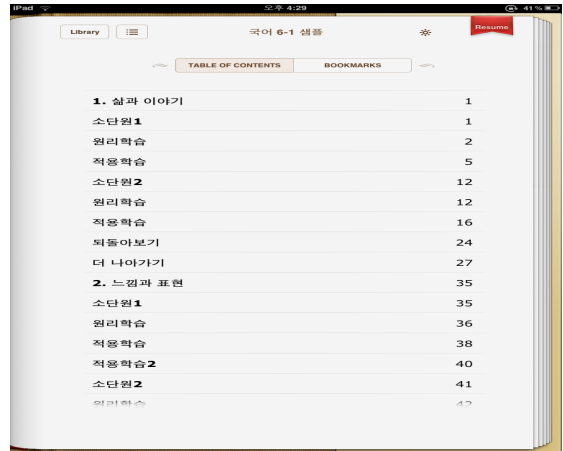 iPad 오후 4:29 41%
Library 국어 6-1 샘플 Resume
TABLE OF CONTENTS BOOKMARKS
1. 삶과 이야기 1
소단원1 1
원리학습 2
적용학습 5
소단원2 12
원리학습 12
적용학습 16
되돌아보기 24
더 나아가기 27
2. 느낌과 표현 35
소단원1 35
원리학습 36
적용학습 38
적용학습2 40
소단원2 41
원리학습 42